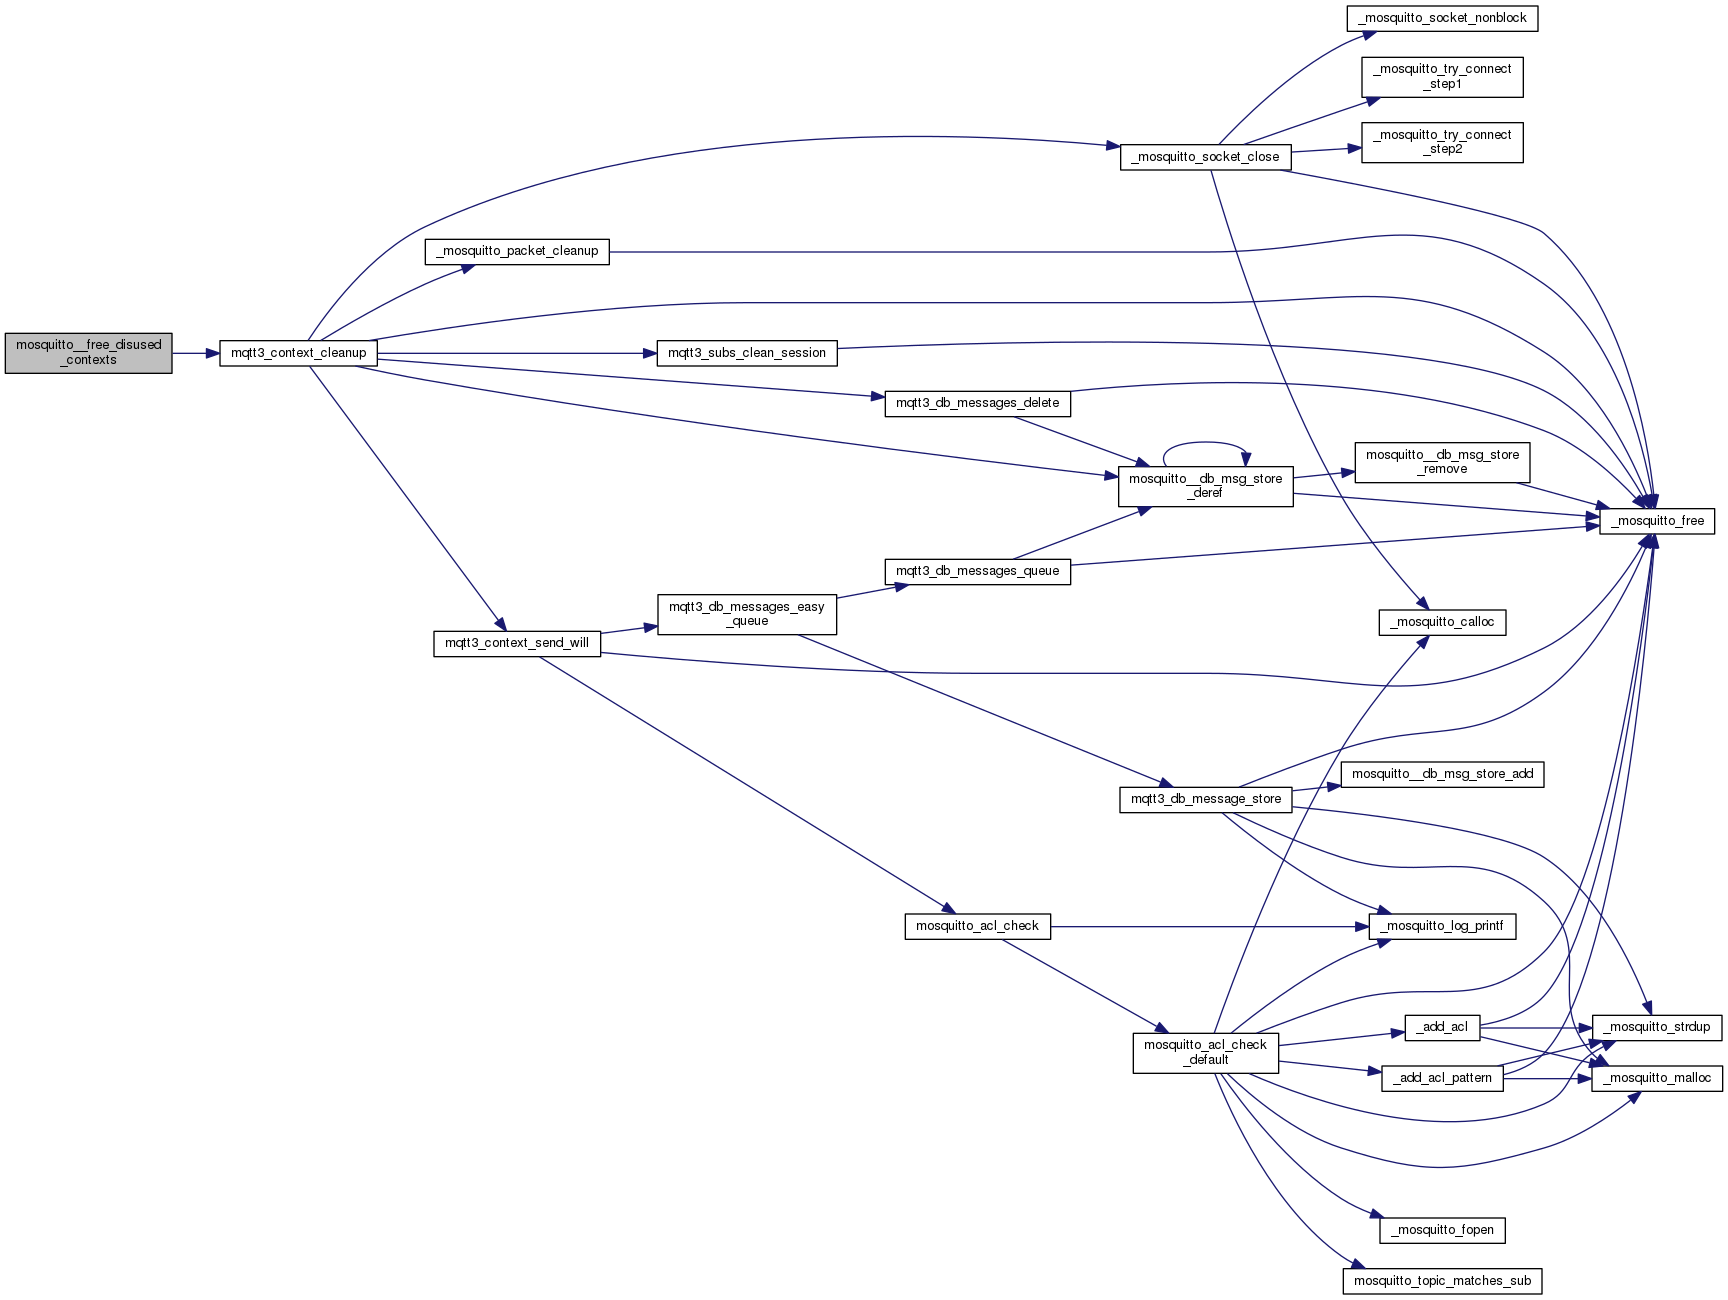 _mosquitto_socket_nonblock
_mosquitto_try_connect
_step1
_mosquitto_try_connect
_step2
_mosquitto_socket_close
_mosquitto_packet_cleanup
mosquitto__free_disused
_contexts
mqtt3_context_cleanup
mqtt3_subs_clean_session
mqtt3_db_messages_delete
mosquitto__db_msg_store
_deref
mosquitto__db_msg_store
_remove
_mosquitto_free
mqtt3_db_messages_queue
mqtt3_db_messages_easy
_queue
_mosquitto_calloc
mqtt3_context_send_will
mosquitto__db_msg_store_add
mqtt3_db_message_store
mosquitto_acl_check
_mosquitto_log_printf
mosquitto_acl_check
_default
_add_acl
_mosquitto_strdup
_add_acl_pattern
_mosquitto_malloc
_mosquitto_fopen
mosquitto_topic_matches_sub